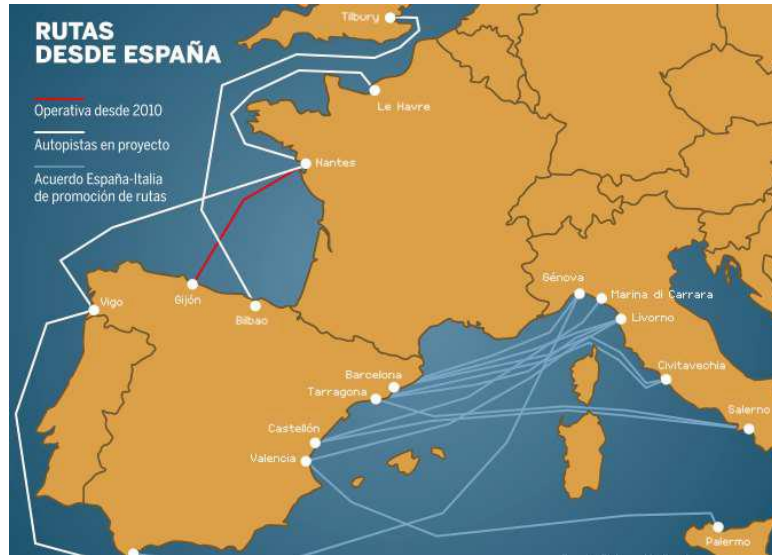 RUTAS
DESDE ESPAÑA
Operativa desde 2010
Autopistas en proyecto
Acuerdo España-Italia
de promoción de rutas
Tilbury
Le Havre
Nantes
Vigo
Gijón
Bilbao
Génova
Marina di Carrara
Livorno
Barcelona
Tarragona
Civitavechia
Castellón
Salerno
Valencia
Palermo